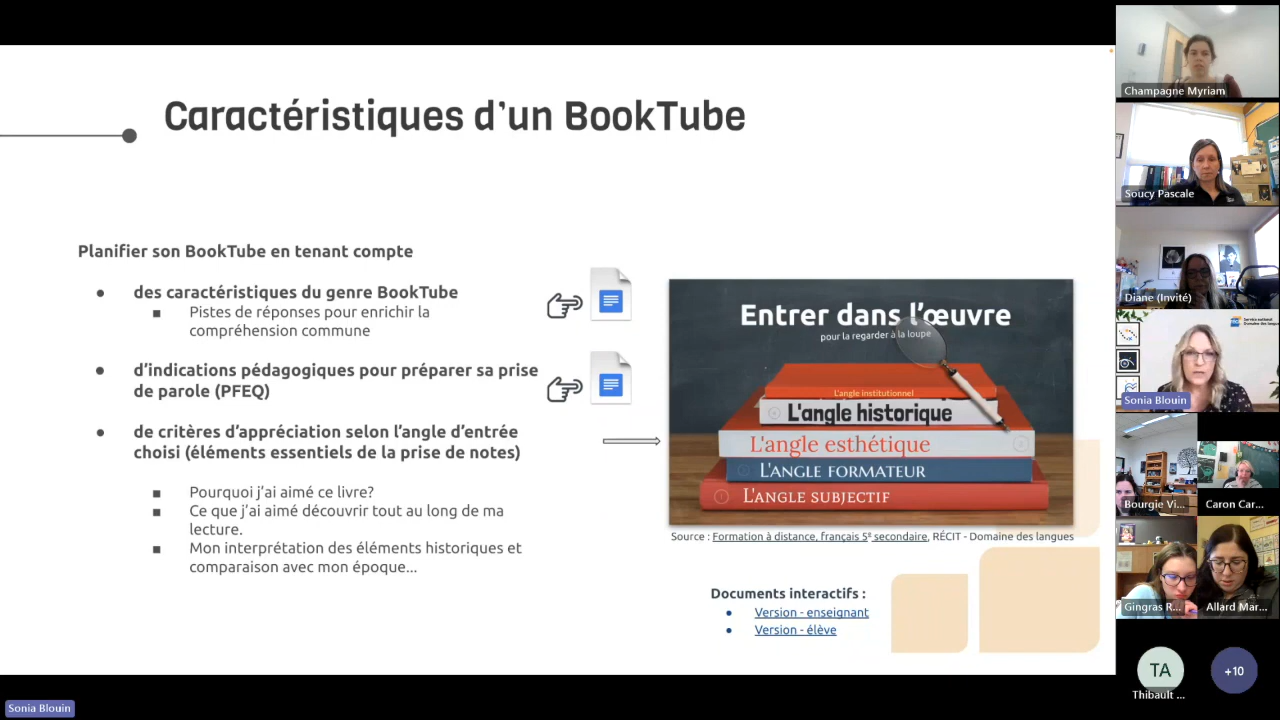 Caractéristiques d'un BookTube
Planifier son BookTube en tenant compte
● des caractéristiques du genre BookTube
■ Pistes de réponses pour enrichir la
compréhension commune
● d'indications pédagogiques pour préparer sa prise
de parole (PFEQ)
● de critères d'appréciation selon l'angle d'entrée
choisi (éléments essentiels de la prise de notes)
■ Pourquoi j'ai aimé ce livre?
■ Ce que j'ai aimé découvrir tout au long de ma
lecture.
■ Mon interprétation des éléments historiques et
comparaison avec mon époque...
Entrer dans l'œuvre
pour la regarder à la loupe
L'angle institutionnel
L'angle historique
L'angle esthétique
L'ANGLE FORMATEUR
L'ANGLE SUBJECTIF
Source : Formation à distance, français 5e secondaire, RÉCIT - Domaine des langues
Documents interactifs :
● Version - enseignant
● Version - élève
Champagne Myriam
Soucy Pascale
Diane (Invité)
Sonia Blouin
Bourgie Vi...
Caron Car...
Gingras R...
Allard Mar...
TA
Thibault ...
+10
Sonia Blouin